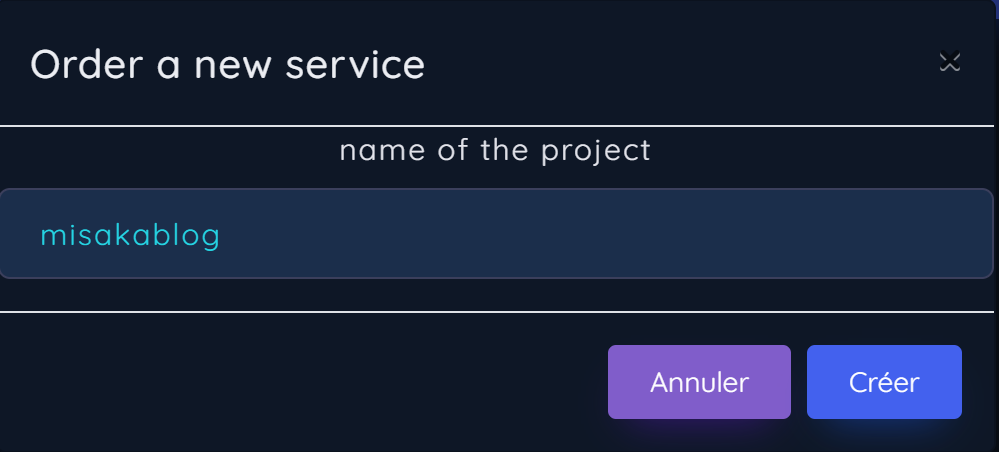 Order a new service
name of the project
misakablog
Annuler Créer